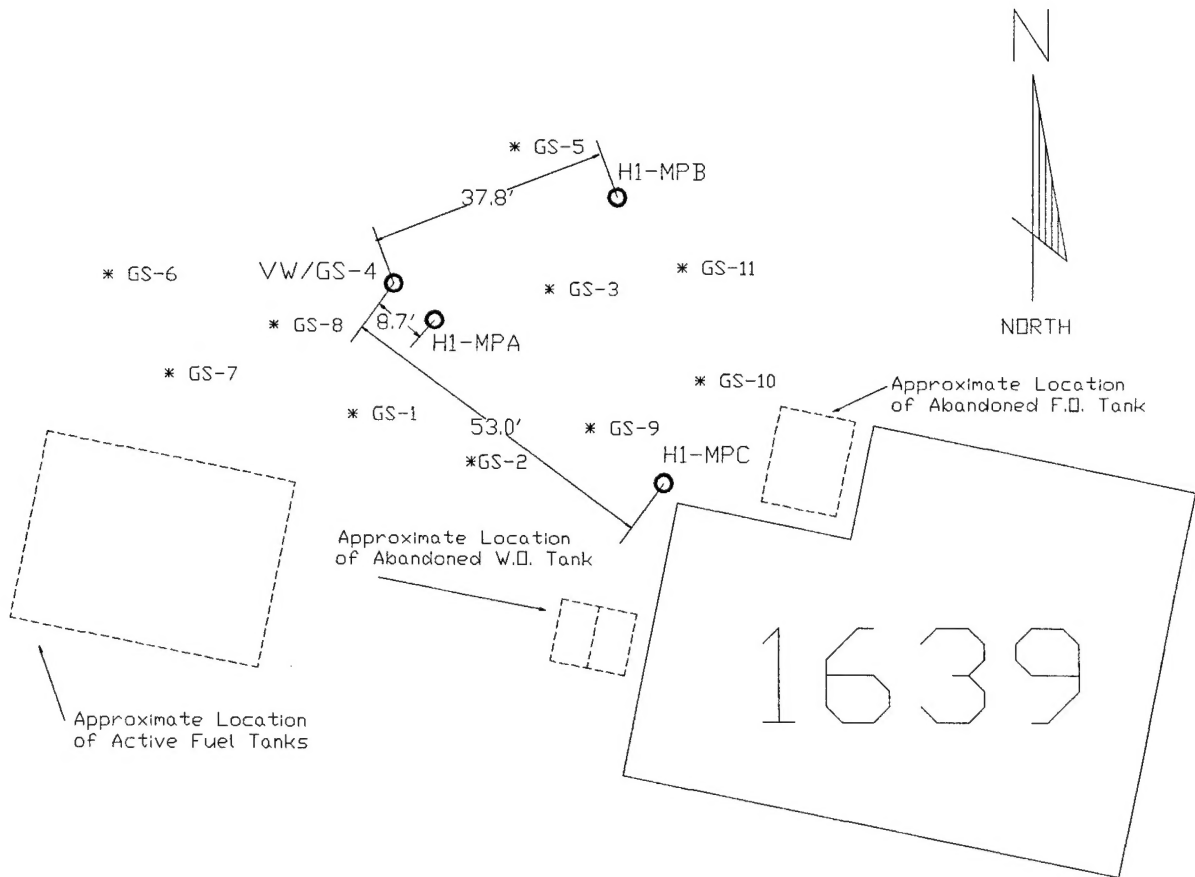 N
NORTH
* GS-5
H1-MPB
37.8'
* GS-6
VW/GS-4
* GS-3
* GS-11
* GS-8
8.7'
H1-MPA
* GS-7
* GS-10
Approximate Location
of Abandoned F.O. Tank
* GS-1
53.0'
* GS-9
*GS-2
H1-MPC
Approximate Location
of Abandoned W.O. Tank
1639
Approximate Location
of Active Fuel Tanks